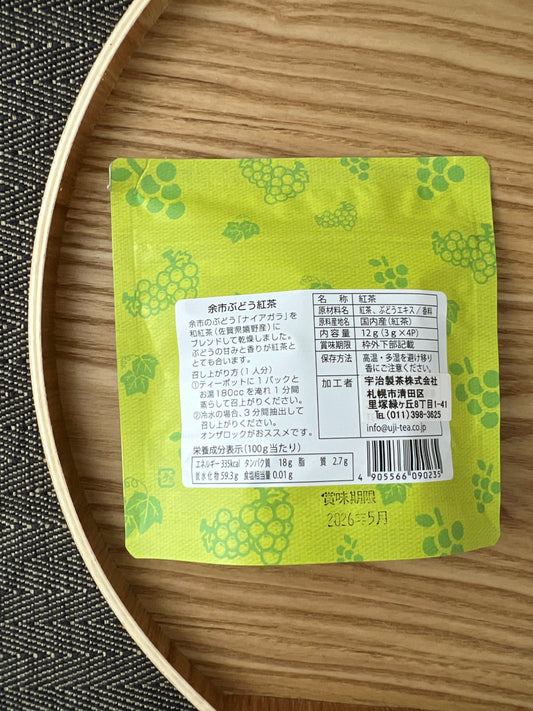 余市ぶどう紅茶
余市のぶどう「ナイアガラ」を
和紅茶(佐賀県嬉野産)に
ブレンドして乾燥しました。
ぶどうの甘みと香りが紅茶と
とても合います。
召し上がり方(1人分)
①ティーポットに1パックと
お湯180ccを淹れ1分間
蒸らして召し上がりください。
②冷水の場合、3分間抽出して
召し上がりください。
オンザロックがおススメです。
栄養成分表示(100g当たり)
エネルギー 335kcal タンパク質 18g 脂 質 2.7g
炭水化物 59.3g 食塩相当量 0.01g
名 称 紅茶
原材料名 紅茶、ぶどうエキス/香料
原料産地名 国内産(紅茶)
内容量 12g(3g×4P)
賞味期限 枠外下部記載
保存方法 高温・多湿を避け移り
香にご注意ください。
加工者 宇治製茶株式会社
札幌市清田区
里塚緑ヶ丘8丁目1-41
℡(011)398-3625
info@uji-tea.co.jp
4 905566 090235
賞味期限
2026年5月